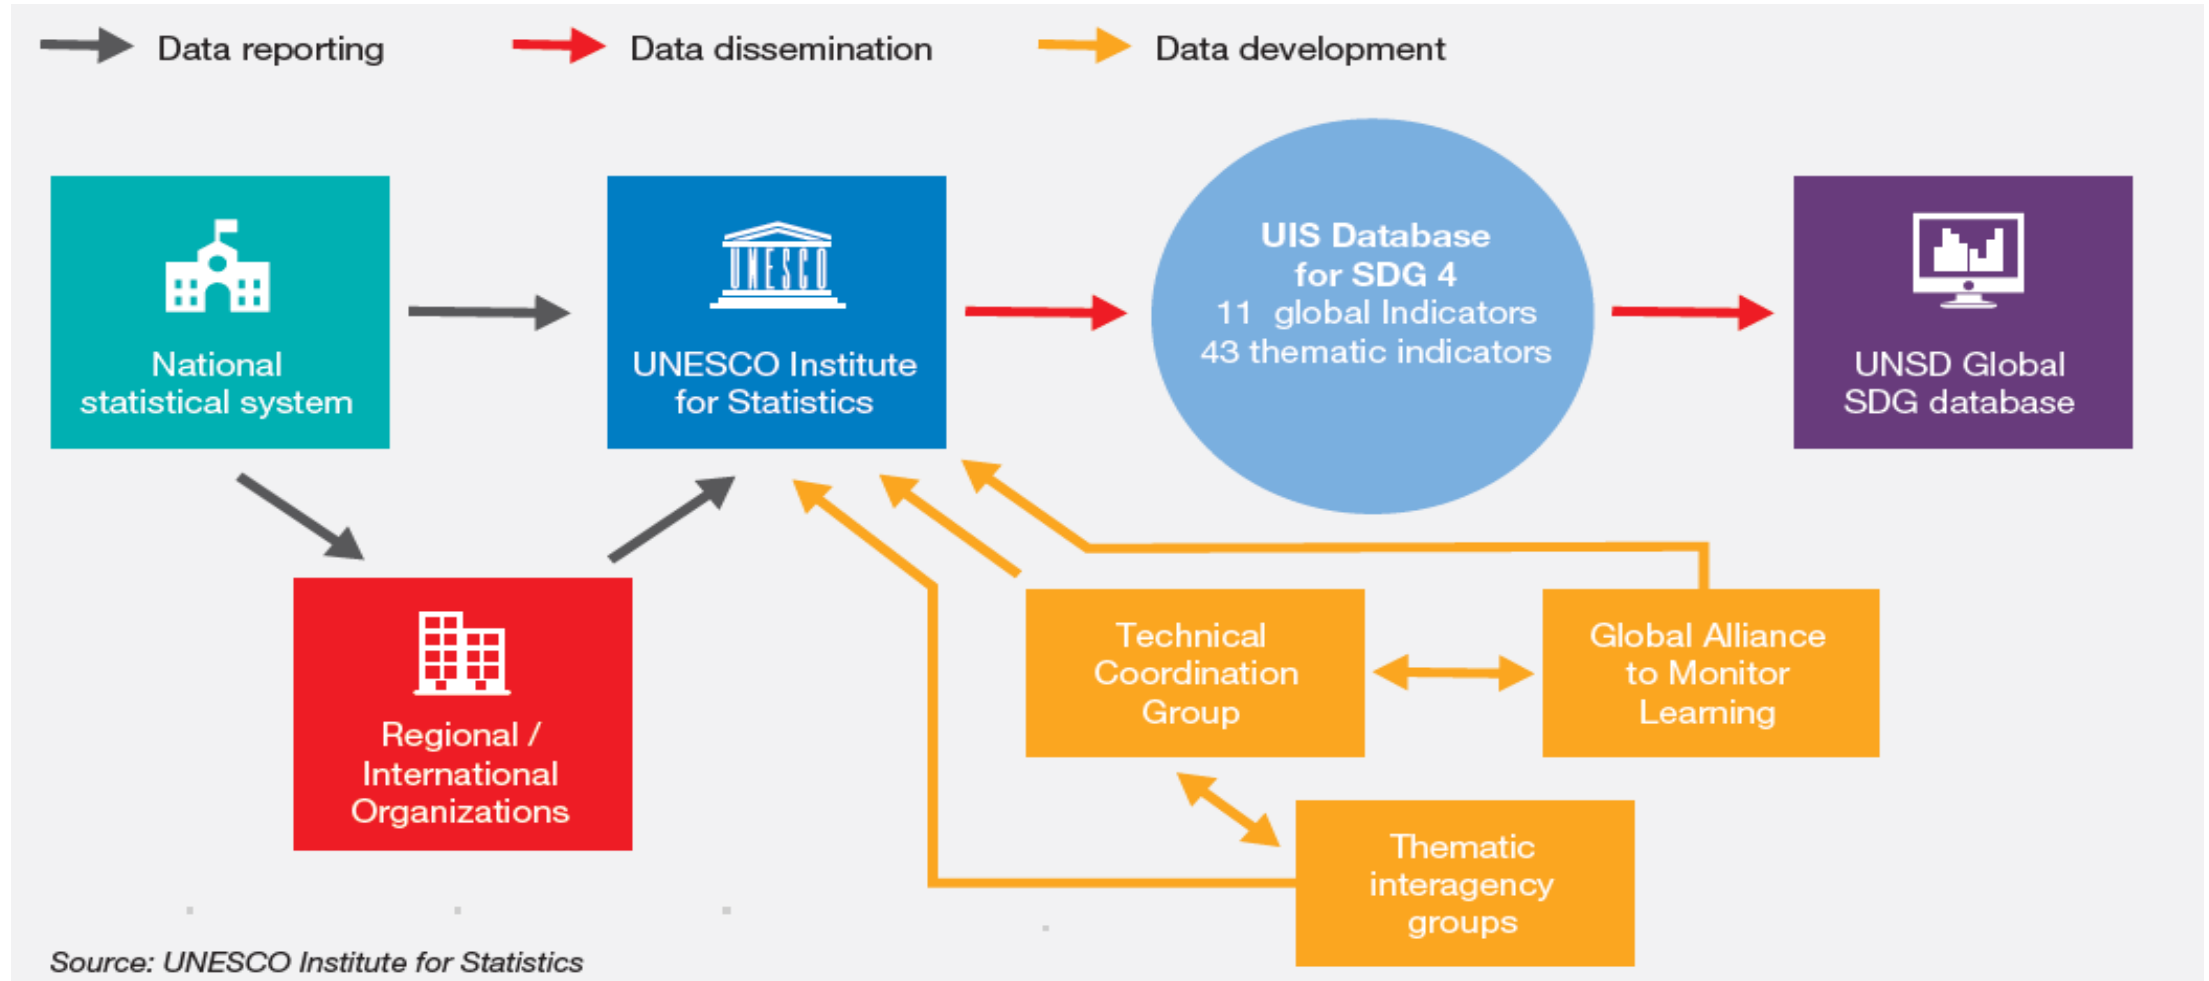 Data reporting
Data dissemination
Data development
National
statistical system
UNESCO
UNESCO Institute
for Statistics
UIS Database
for SDG 4
11 global Indicators
43 thematic indicators
UNSD Global
SDG database
Regional /
International
Organizations
Technical
Coordination
Group
Global Alliance
to Monitor
Learning
Thematic
interagency
groups
Source: UNESCO Institute for Statistics